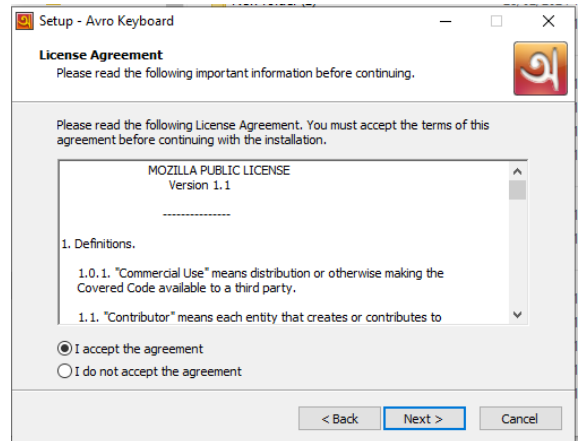 Setup - Avro Keyboard
License Agreement
Please read the following important information before continuing.
অ
Please read the following License Agreement. You must accept the terms of this
agreement before continuing with the installation.
MOZILLA PUBLIC LICENSE
Version 1.1
---------------
1. Definitions.
1.0.1. "Commercial Use" means distribution or otherwise making the
Covered Code available to a third party.
1.1. "Contributor" means each entity that creates or contributes to
I accept the agreement
I do not accept the agreement
< Back
Next >
Cancel